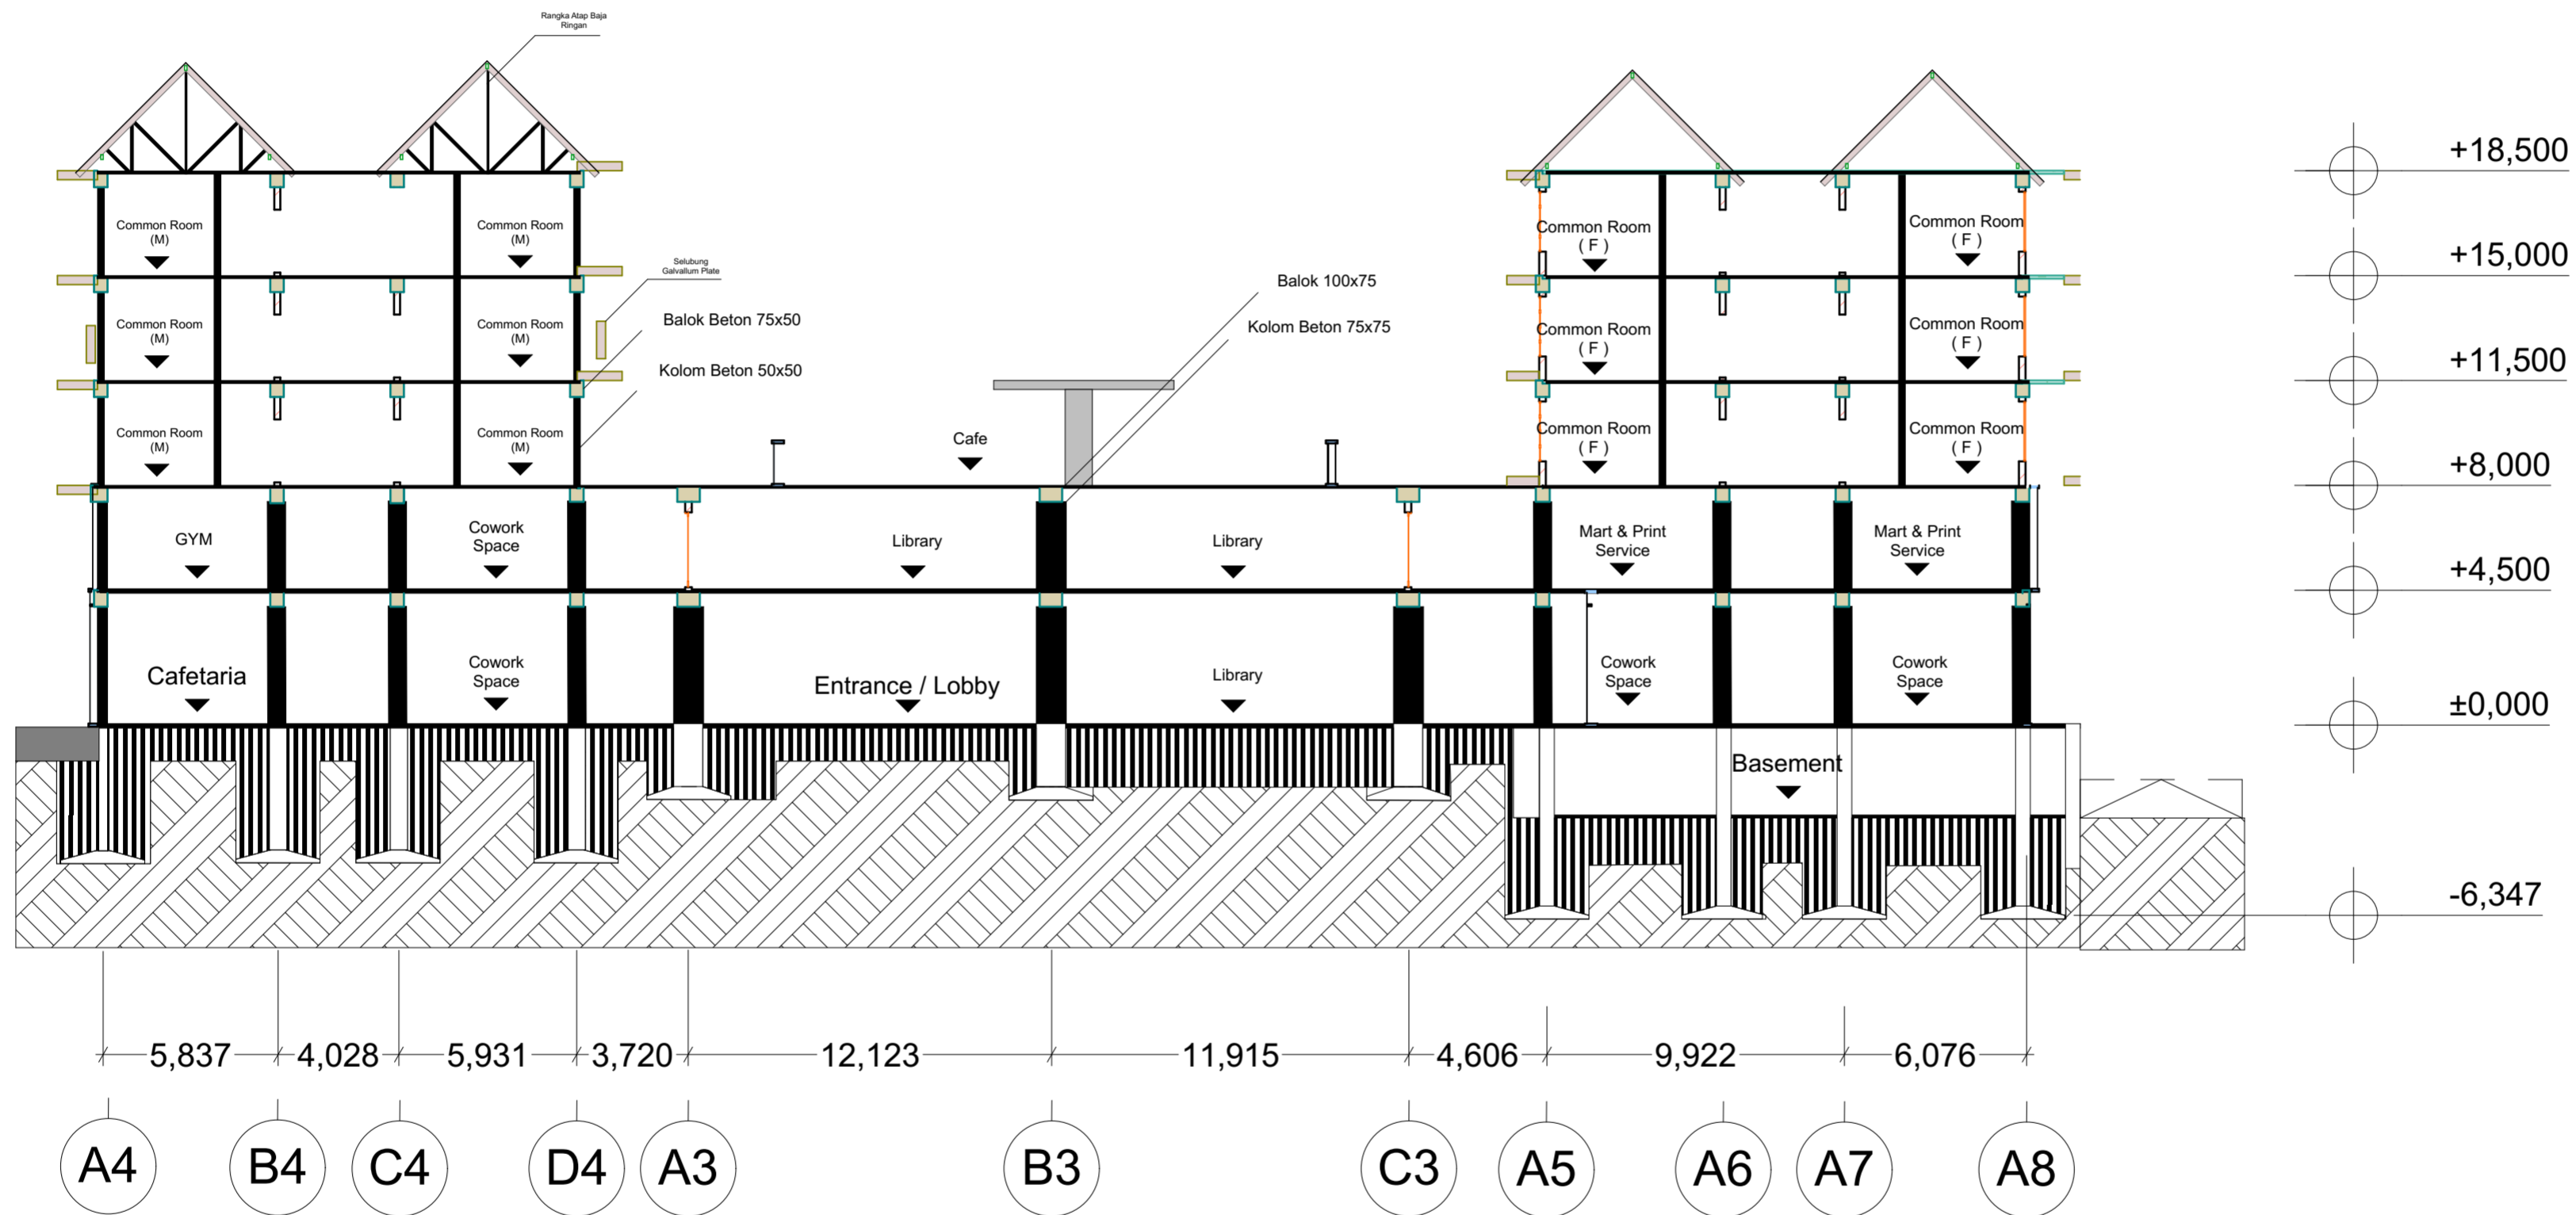 Rangka Atap Baja
Ringan
+18,500
Common Room
(M)
Common Room
(M)
Common Room
( F )
Common Room
( F )
+15,000
Selubung
Galvallum Plate
Balok 100x75
Common Room
(M)
Common Room
(M)
Balok Beton 75x50
Kolom Beton 75x75
Common Room
( F )
Common Room
( F )
+11,500
Kolom Beton 50x50
Common Room
(M)
Common Room
(M)
Cafe
Common Room
( F )
Common Room
( F )
+8,000
GYM
Cowork
Space
Library
Library
Mart & Print
Service
Mart & Print
Service
+4,500
Cafetaria
Cowork
Space
Entrance / Lobby
Library
Cowork
Space
Cowork
Space
±0,000
Basement
-6,347
5,837
4,028
5,931
3,720
12,123
11,915
4,606
9,922
6,076
A4
B4
C4
D4
A3
B3
C3
A5
A6
A7
A8